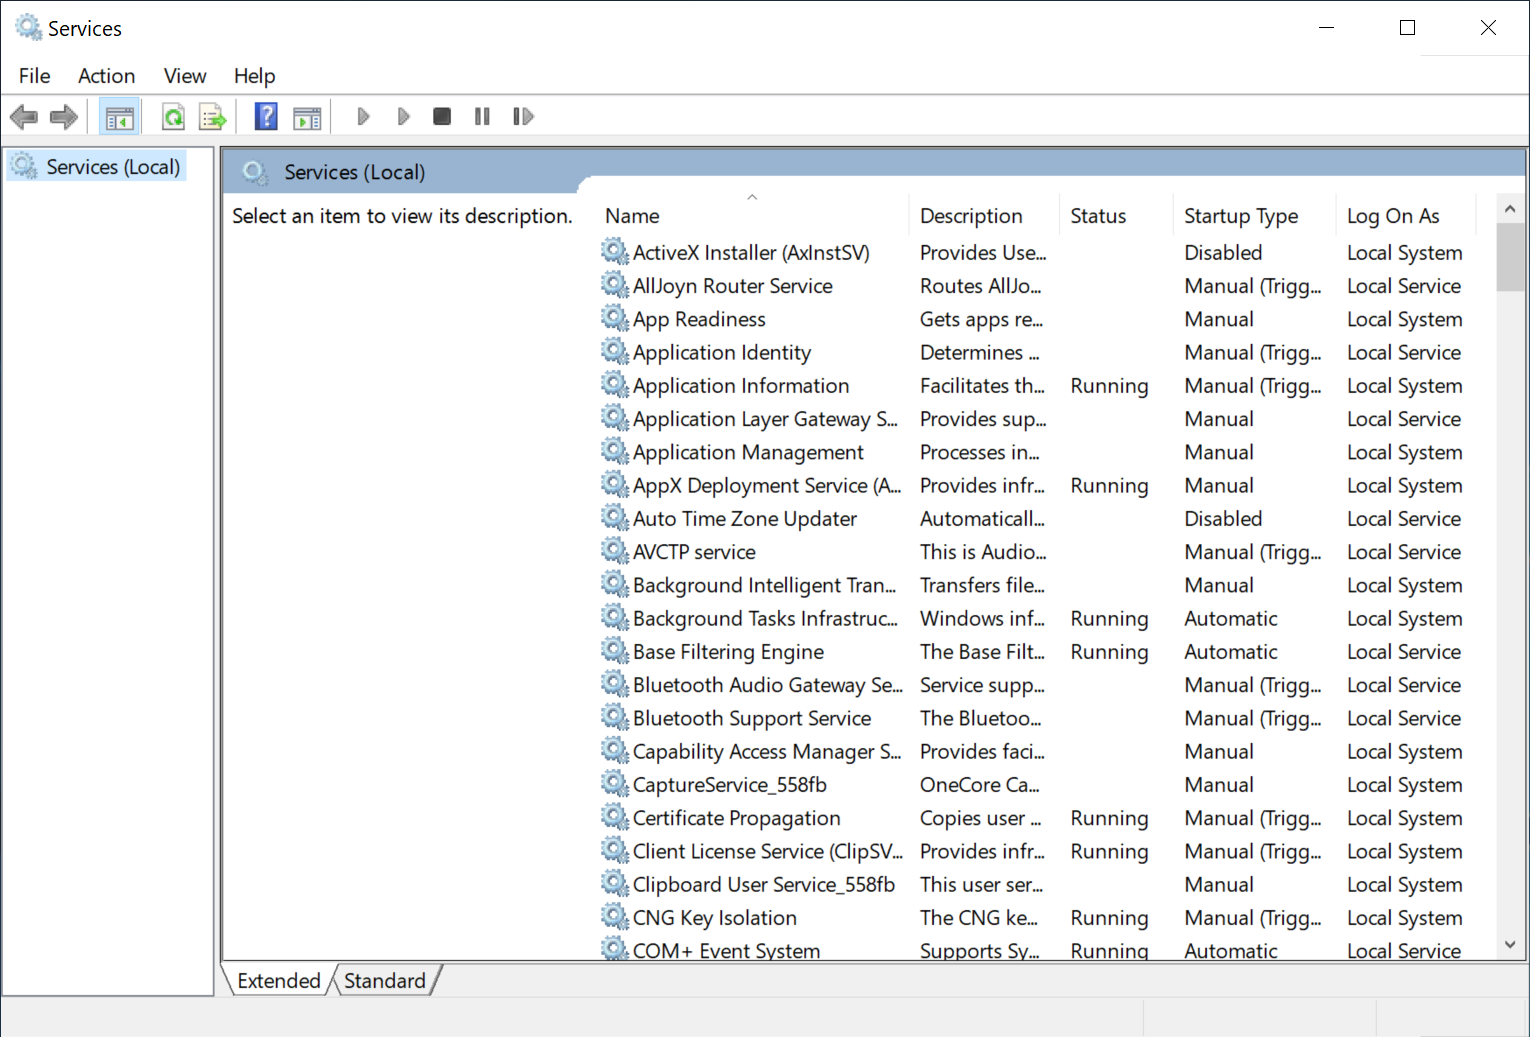 Services
File Action View Help
Services (Local)
Services (Local)
Select an item to view its description.
Name Description Status Startup Type Log On As
ActiveX Installer (AxInstSV) Provides Use... Disabled Local System
AllJoyn Router Service Routes AllJo... Manual (Trigg... Local Service
App Readiness Gets apps re... Manual Local System
Application Identity Determines ... Manual (Trigg... Local Service
Application Information Facilitates th... Running Manual (Trigg... Local System
Application Layer Gateway S... Provides sup... Manual Local Service
Application Management Processes in... Manual Local System
AppX Deployment Service (A... Provides infr... Running Manual Local System
Auto Time Zone Updater Automaticall... Disabled Local Service
AVCTP service This is Audio... Manual (Trigg... Local Service
Background Intelligent Tran... Transfers file... Manual Local System
Background Tasks Infrastruc... Windows inf... Running Automatic Local System
Base Filtering Engine The Base Filt... Running Automatic Local Service
Bluetooth Audio Gateway Se... Service supp... Manual (Trigg... Local Service
Bluetooth Support Service The Bluetoo... Manual (Trigg... Local Service
Capability Access Manager S... Provides faci... Manual Local System
CaptureService_558fb OneCore Ca... Manual Local System
Certificate Propagation Copies user ... Running Manual (Trigg... Local System
Client License Service (ClipSV... Provides infr... Running Manual (Trigg... Local System
Clipboard User Service_558fb This user ser... Manual Local System
CNG Key Isolation The CNG ke... Running Manual (Trigg... Local System
COM+ Event System Supports Sy... Running Automatic Local Service
Extended Standard